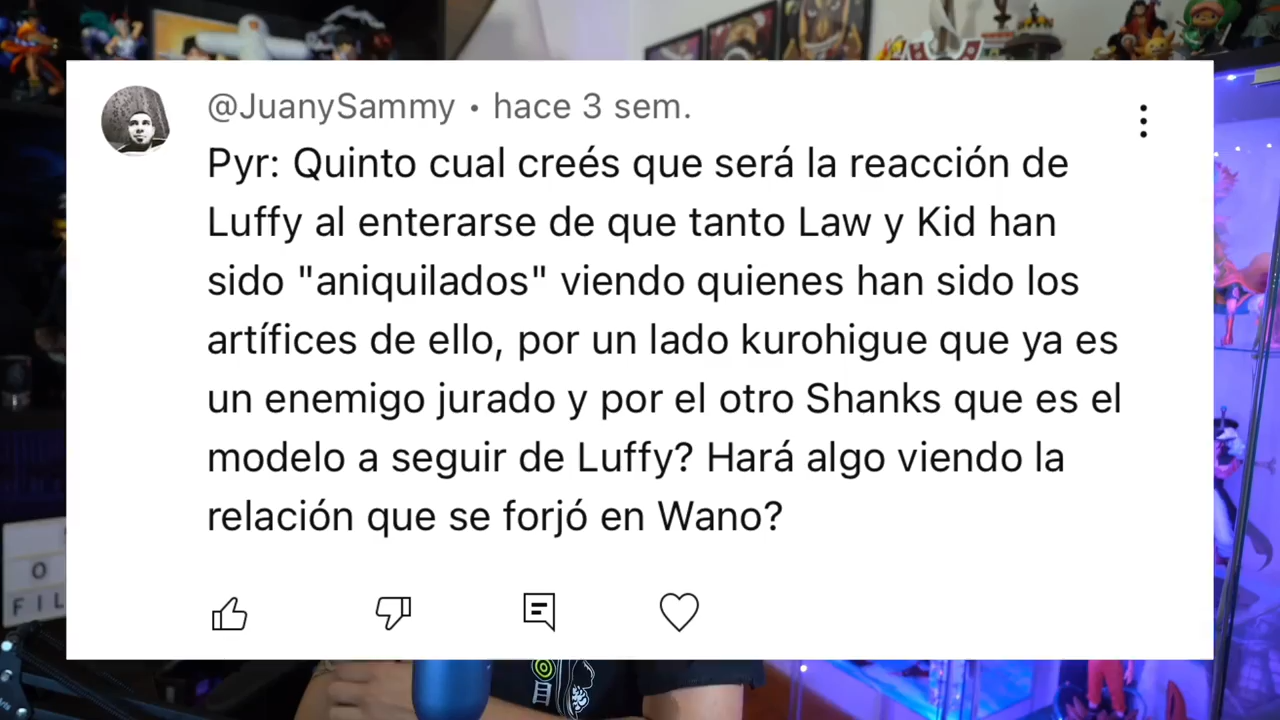 @JuanySammy • hace 3 sem.
Pyr: Quinto cual creés que será la reacción de
Luffy al enterarse de que tanto Law y Kid han
sido "aniquilados" viendo quienes han sido los
artífices de ello, por un lado kurohigue que ya es
un enemigo jurado y por el otro Shanks que es el
modelo a seguir de Luffy? Hará algo viendo la
relación que se forjó en Wano?
O
FIL